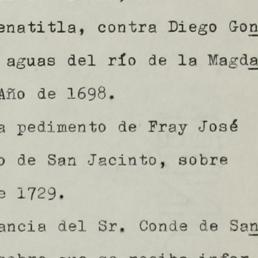 enatitla, contra Diego Gon
aguas del río de la Magda
Año de 1698.
a pedimento de Fray José
o de San Jacinto, sobre
e 1729.
ancia del Sr. Conde de San